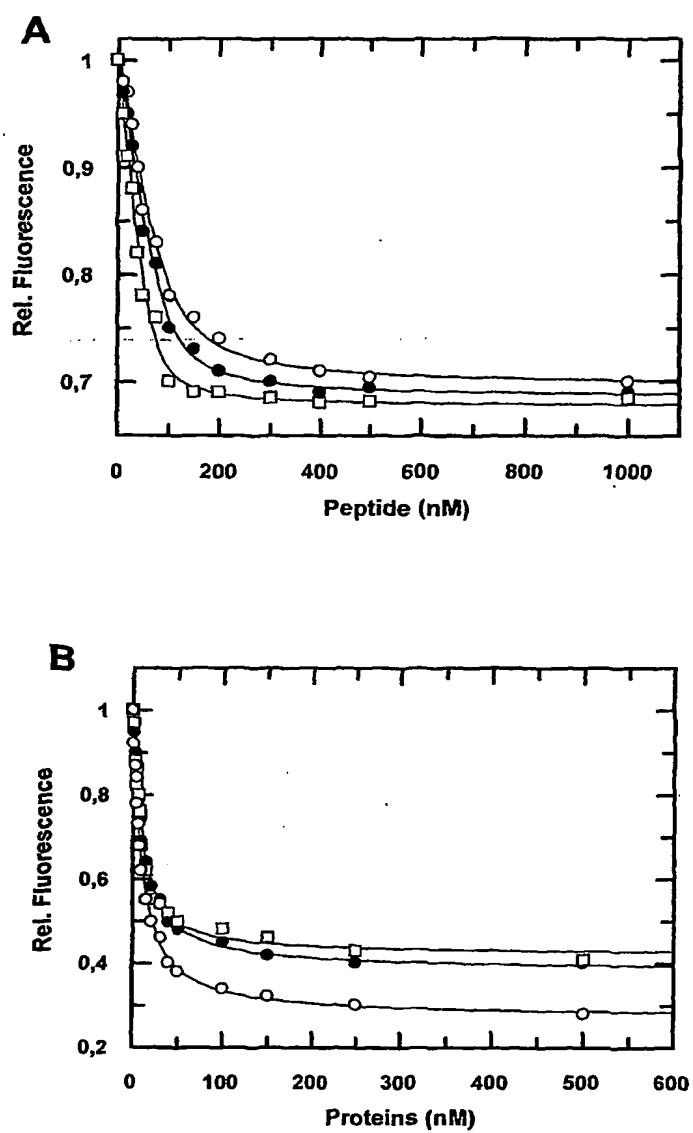 A
1
0,9
0,8
0,7
Rel. Fluorescence
0 200 400 600 800 1000
Peptide (nM)
B
1
0,8
0,6
0,4
0,2
Rel. Fluorescence
0 100 200 300 400 500 600
Proteins (nM)